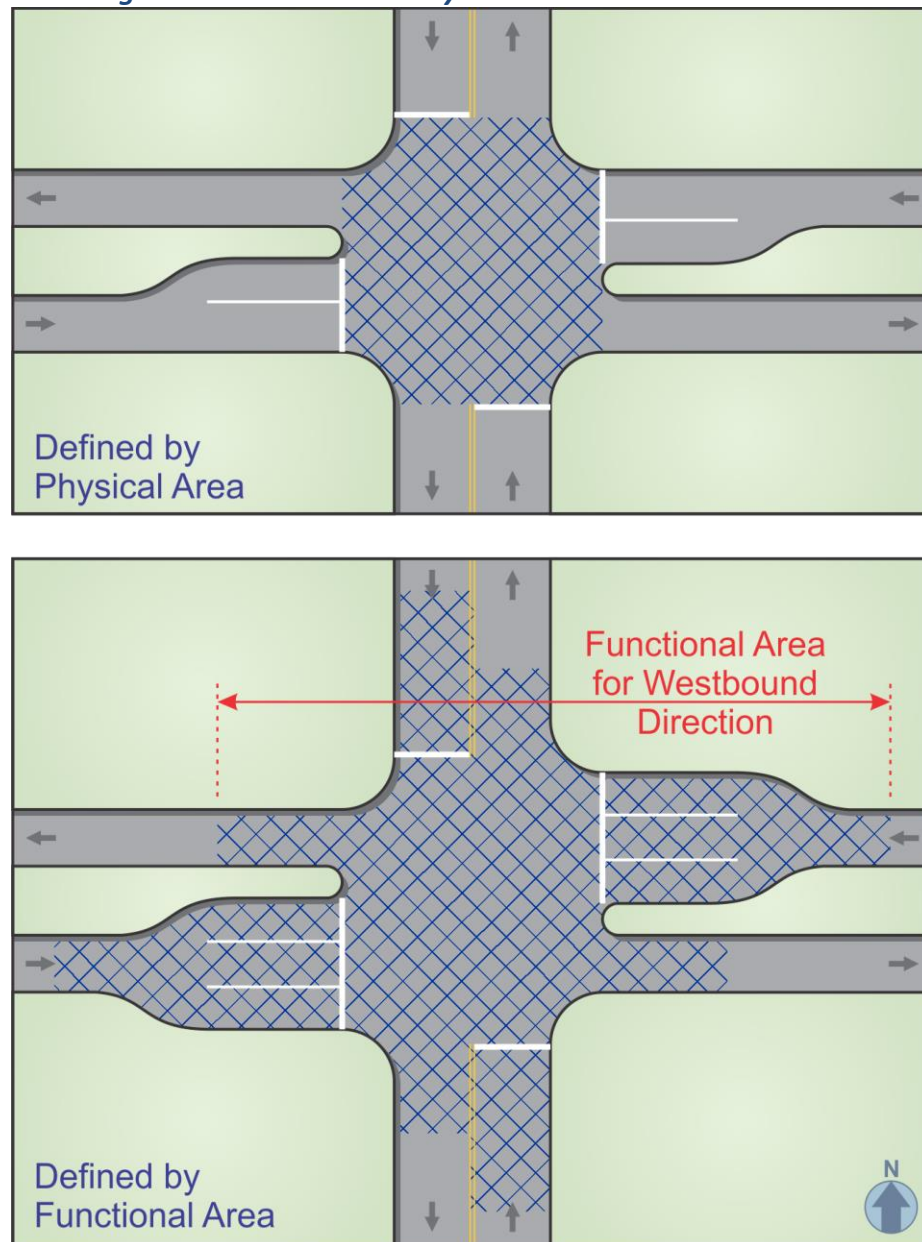 Defined by
Physical Area
Functional Area
for Westbound
Direction
Defined by
Functional Area
N